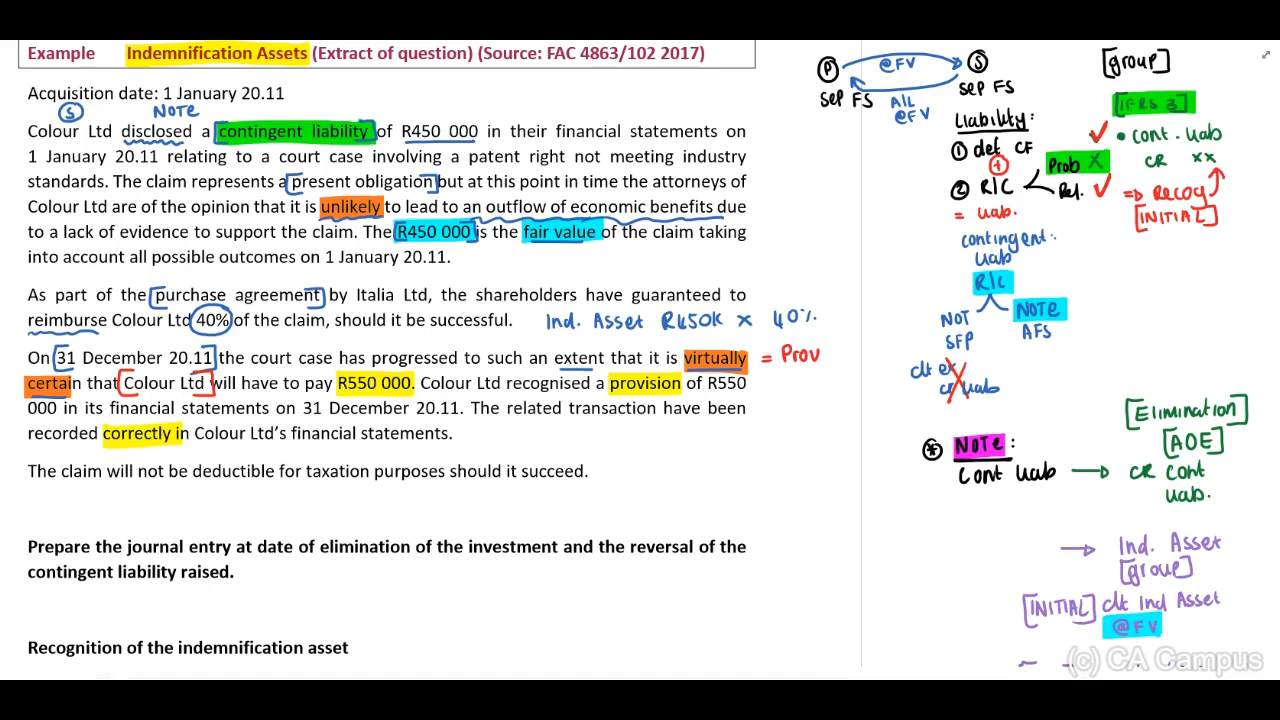 Example Indemnification Assets (Extract of question) (Source: FAC 4863/102 2017)
Acquisition date: 1 January 20.11
S NOTE
Colour Ltd disclosed a contingent liability of R450 000 in their financial statements on
1 January 20.11 relating to a court case involving a patent right not meeting industry
standards. The claim represents a present obligation but at this point in time the attorneys of
Colour Ltd are of the opinion that it is unlikely to lead to an outflow of economic benefits due
to a lack of evidence to support the claim. The R450 000 is the fair value of the claim taking
into account all possible outcomes on 1 January 20.11.
As part of the purchase agreement by Italia Ltd, the shareholders have guaranteed to
reimburse Colour Ltd 40% of the claim, should it be successful. Ind. Asset R450K x 40%
On 31 December 20.11 the court case has progressed to such an extent that it is virtually = Prov
certain that Colour Ltd will have to pay R550 000. Colour Ltd recognised a provision of R550
000 in its financial statements on 31 December 20.11. The related transaction have been
recorded correctly in Colour Ltd's financial statements.
The claim will not be deductible for taxation purposes should it succeed.
Prepare the journal entry at date of elimination of the investment and the reversal of the
contingent liability raised.
Recognition of the indemnification asset
P @FV S
sep FS sep FS
A/L
@FV
Liability:
① def CF
+
② R/C
Prob X
Rel. ✓
= liab.
contingent
liab
R/C
NOT
SFP
NOTE
AFS
dlt e
cr liab
[group]
[IFRS 3]
✓ • cont. liab
CR xx
⇒ Recog
[INITIAL]
* NOTE:
Cont liab →
[Elimination]
[AOE]
CR Cont
liab.
→ Ind. Asset
[group]
[INITIAL] dlt Ind Asset
@FV
(c) CA Campus